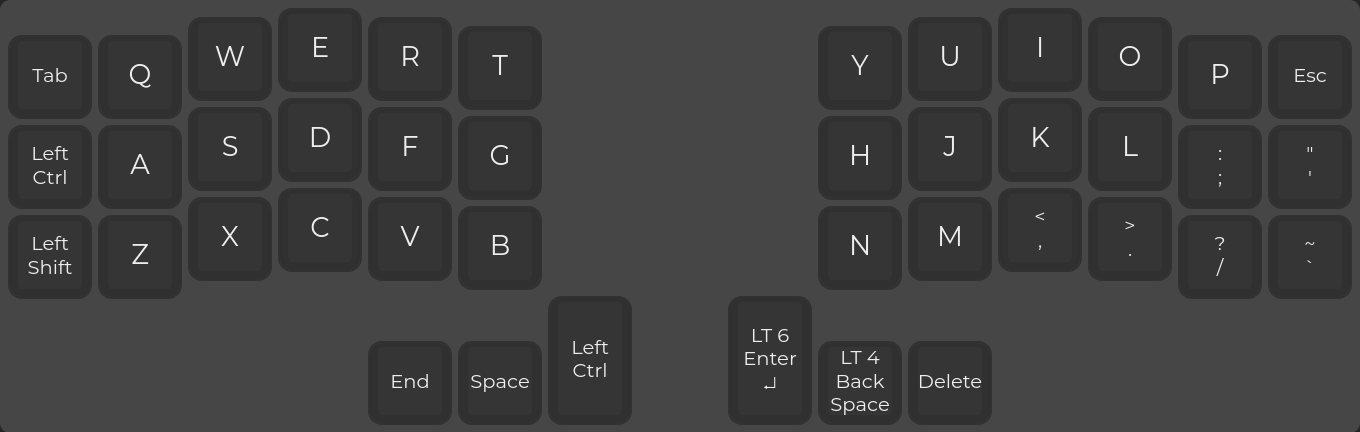 Tab Q W E R T Y U I O P Esc
Left
Ctrl
A S D F G H J K L
:
;
"
'
Left
Shift
Z X C V B N M
<
,
>
.
?
/
~
`
End Space
Left
Ctrl
LT 6
Enter
↵
LT 4
Back
Space
Delete